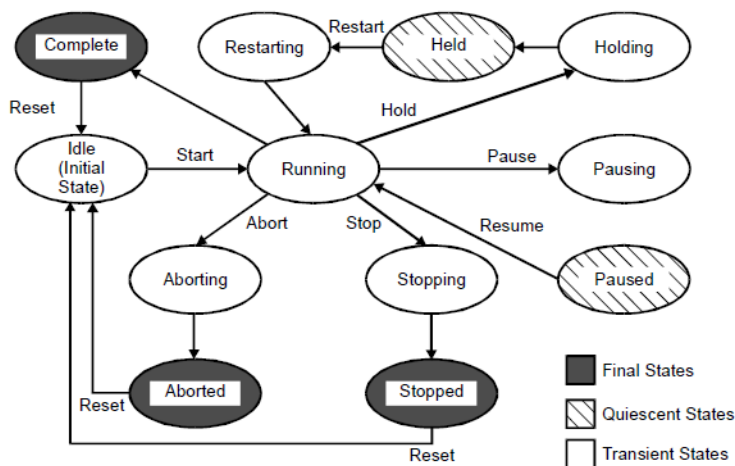 Complete
Restarting
Restart
Held
Holding
Reset
Hold
Idle
(Initial
State)
Start
Running
Pause
Pausing
Abort
Stop
Resume
Aborting
Stopping
Paused
Aborted
Reset
Stopped
Reset
Final States
Quiescent States
Transient States